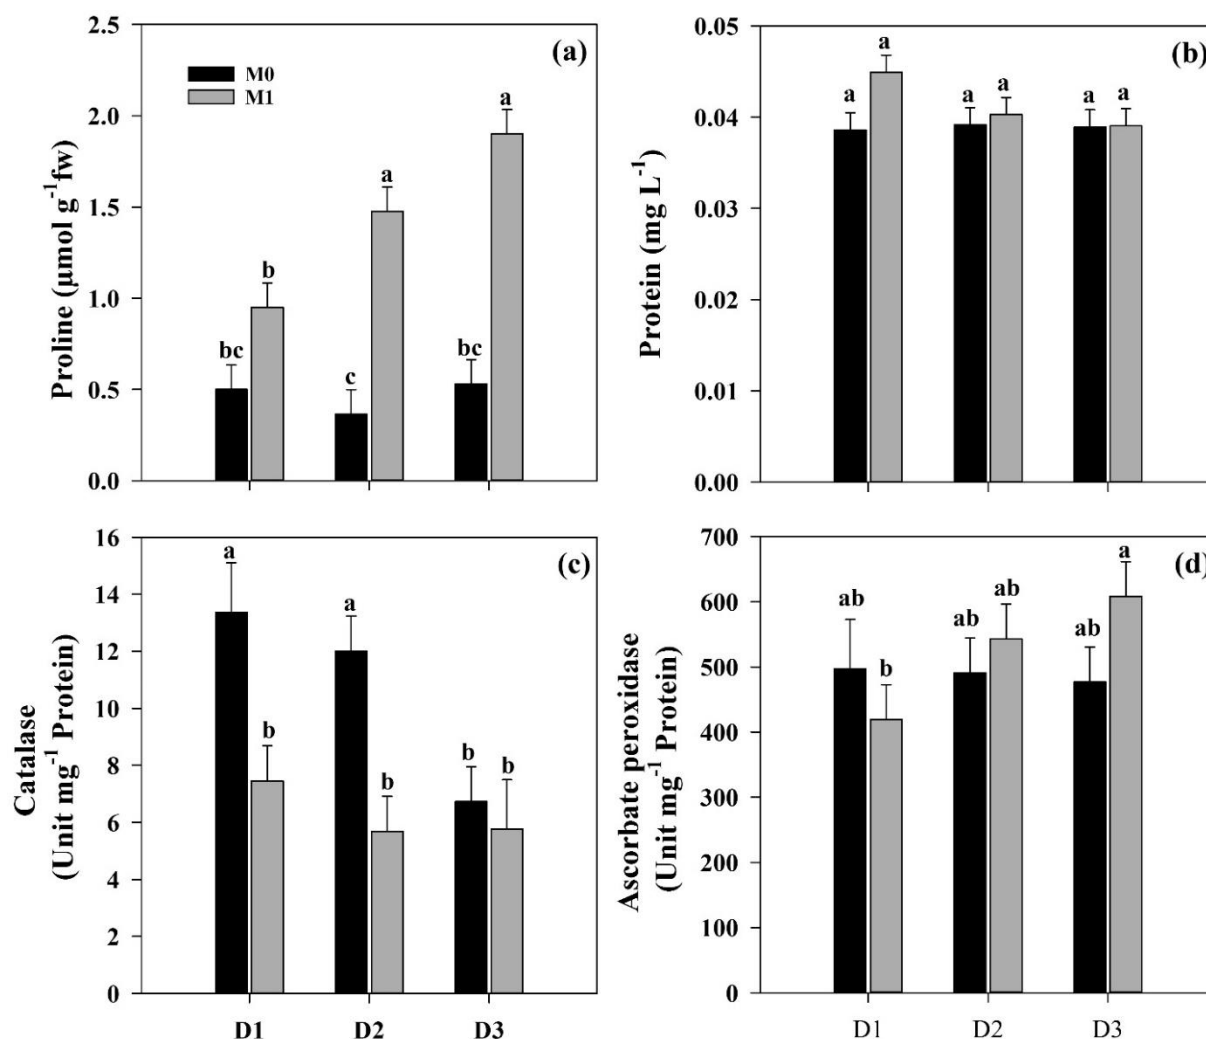 2.5
2.0
1.5
1.0
0.5
0.0
Proline (µmol g⁻¹fw)
(a)
M0
M1
bc
b
c
a
bc
a
0.05
0.04
0.03
0.02
0.01
0.00
Protein (mg L⁻¹)
(b)
a
a
a
a
a
a
16
14
12
10
8
6
4
2
0
Catalase
(Unit mg⁻¹ Protein)
(c)
a
b
a
b
b
b
D1
D2
D3
700
600
500
400
300
200
100
0
Ascorbate peroxidase
(Unit mg⁻¹ Protein)
(d)
ab
b
ab
ab
ab
a
D1
D2
D3